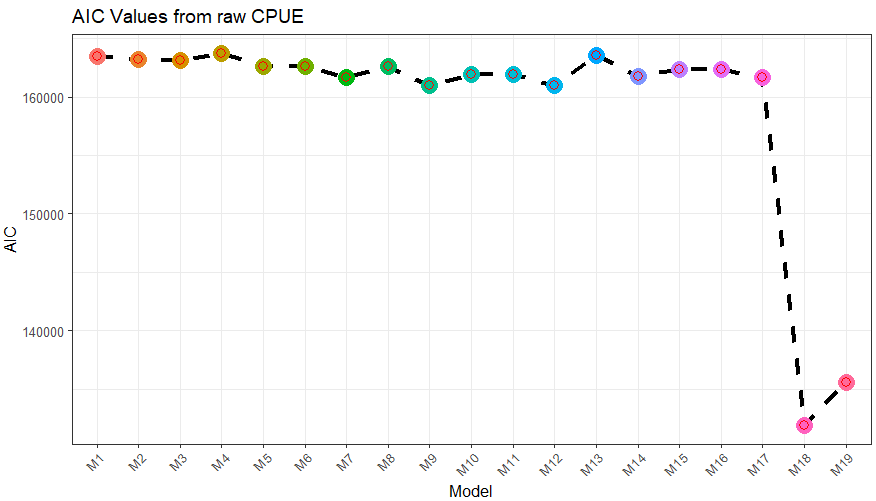 AIC Values from raw CPUE
AIC
160000
150000
140000
M1 M2 M3 M4 M5 M6 M7 M8 M9 M10 M11 M12 M13 M14 M15 M16 M17 M18 M19
Model